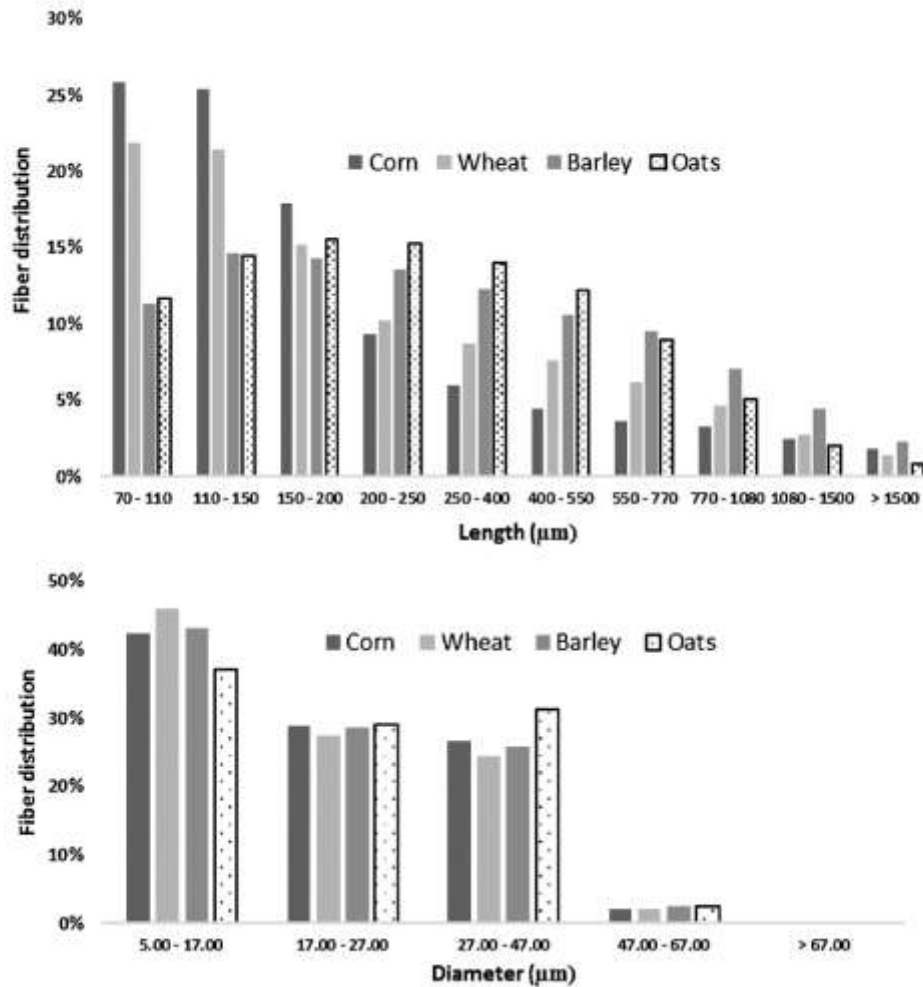 30%
25%
20%
15%
10%
5%
0%
Fiber distribution
Corn Wheat Barley Oats
70 - 110 110 - 150 150 - 200 200 - 250 250 - 400 400 - 550 550 - 770 770 - 1080 1080 - 1500 > 1500
Length (µm)
50%
40%
30%
20%
10%
0%
Fiber distribution
Corn Wheat Barley Oats
5.00 - 17.00 17.00 - 27.00 27.00 - 47.00 47.00 - 67.00 > 67.00
Diameter (µm)